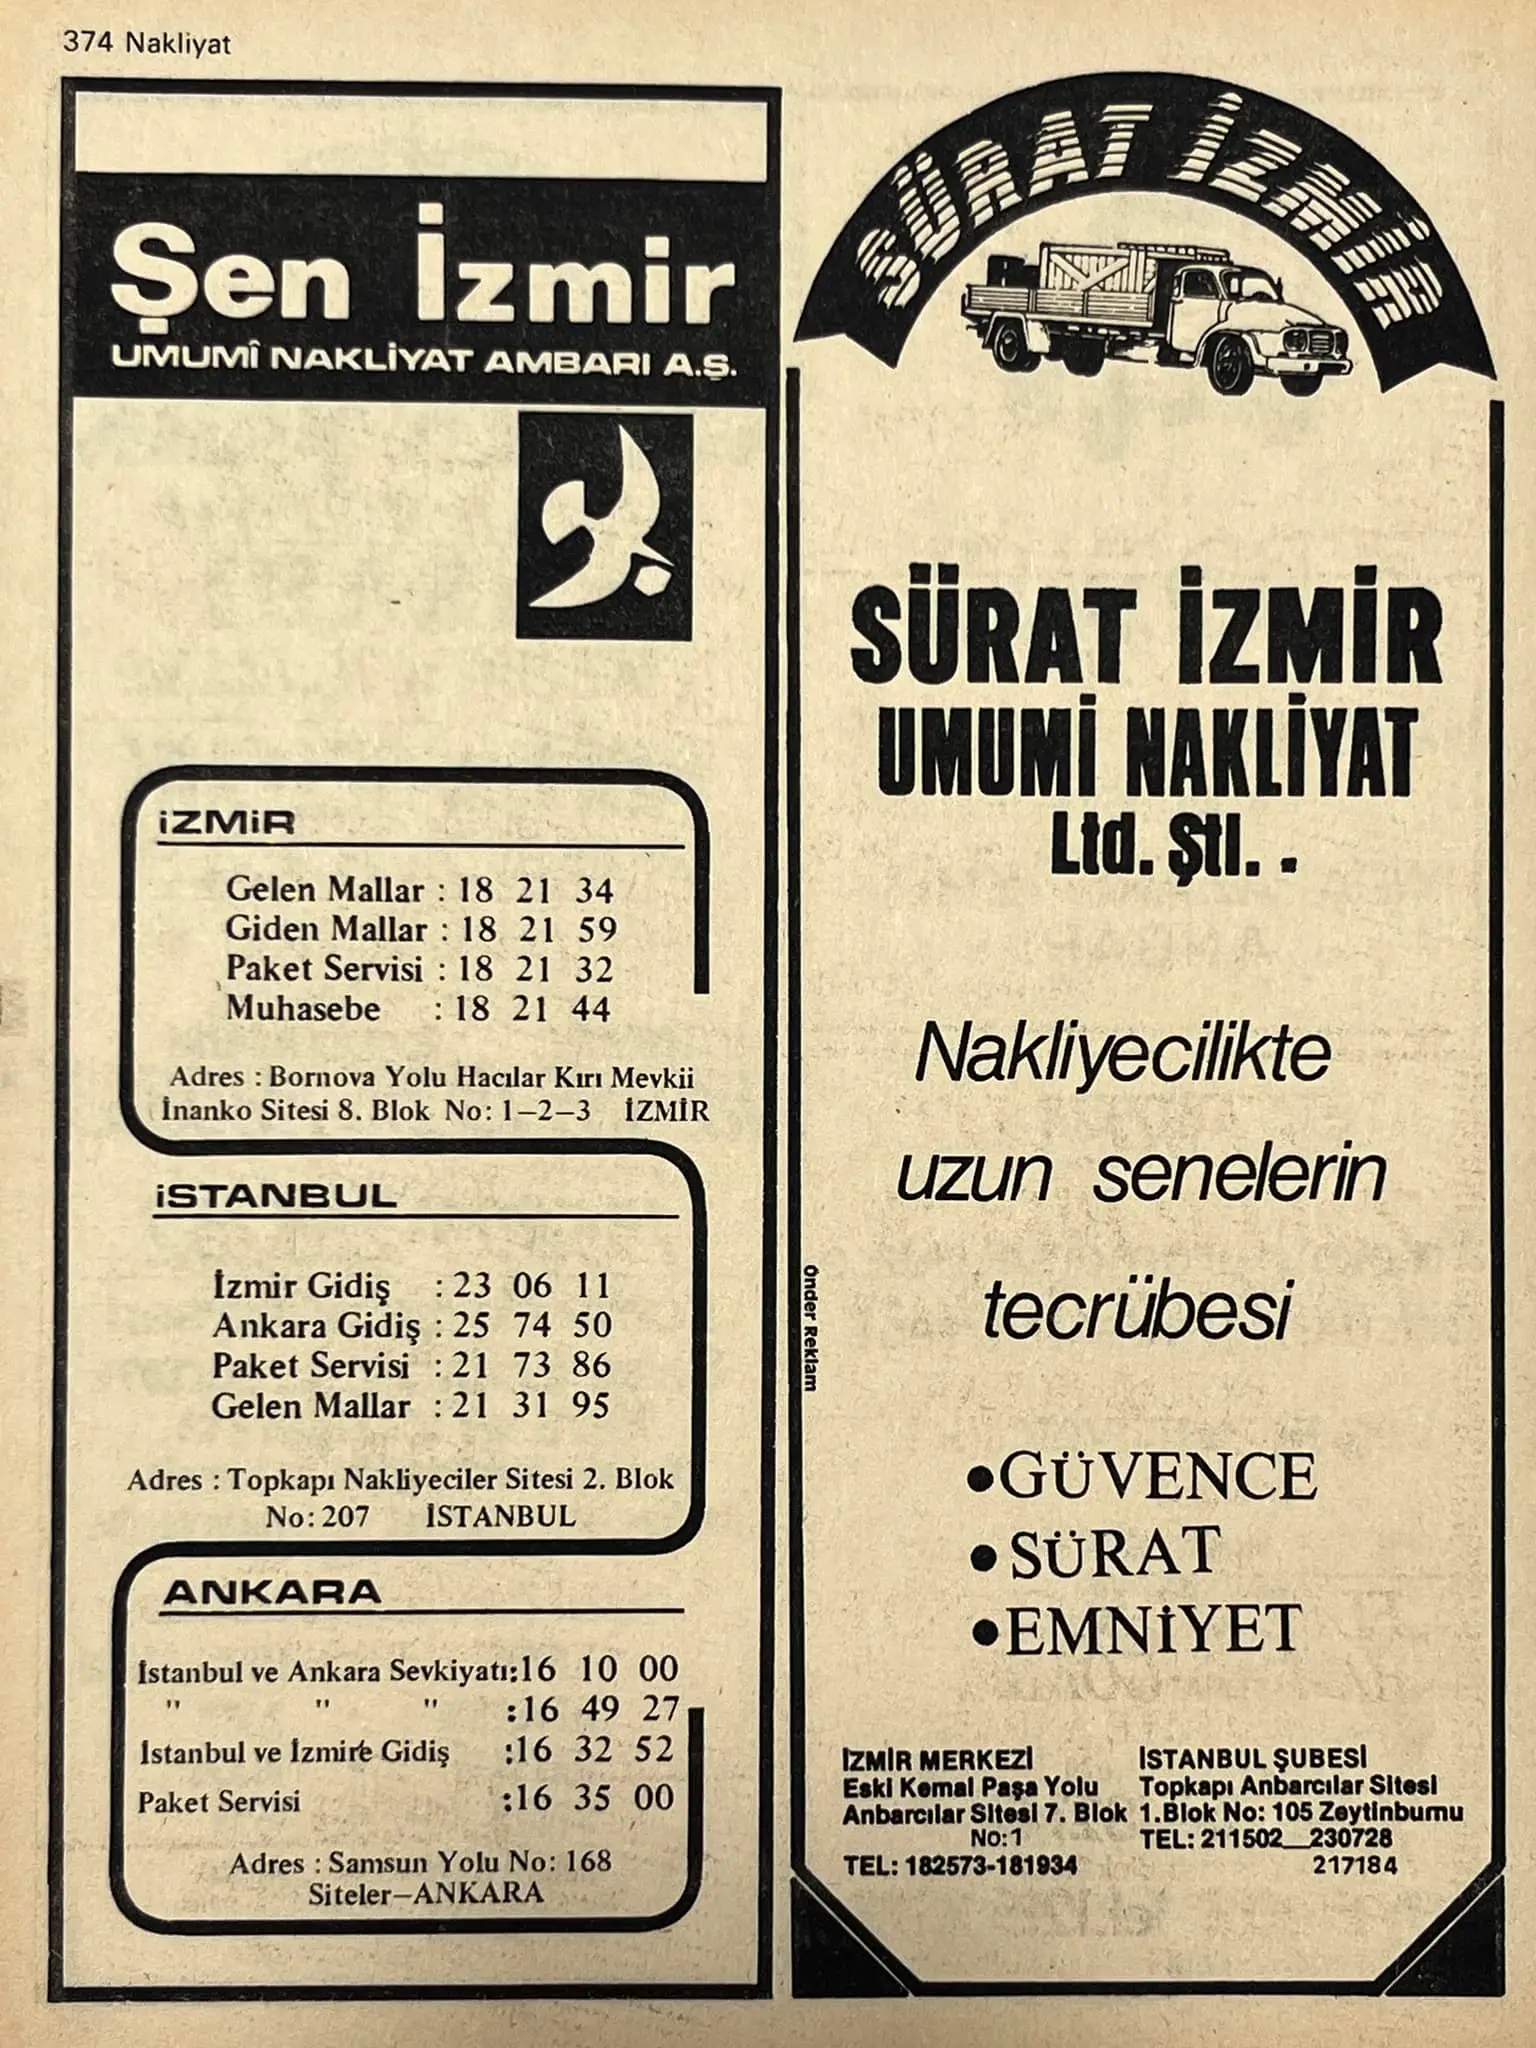 374 Nakliyat
Şen İzmir
UMUMÎ NAKLİYAT AMBARI A.Ş.
İZMİR
Gelen Mallar : 18 21 34
Giden Mallar : 18 21 59
Paket Servisi : 18 21 32
Muhasebe : 18 21 44
Adres : Bornova Yolu Hacılar Kırı Mevkii
İnanko Sitesi 8. Blok No: 1–2–3 İZMİR
İSTANBUL
İzmir Gidiş : 23 06 11
Ankara Gidiş : 25 74 50
Paket Servisi : 21 73 86
Gelen Mallar : 21 31 95
Adres : Topkapı Nakliyeciler Sitesi 2. Blok
No: 207 İSTANBUL
ANKARA
İstanbul ve Ankara Sevkiyatı:16 10 00
" " " :16 49 27
İstanbul ve İzmire Gidiş :16 32 52
Paket Servisi :16 35 00
Adres : Samsun Yolu No: 168
Siteler–ANKARA
SÜRAT İZMİR
SÜRAT İZMİR
UMUMİ NAKLİYAT
Ltd. Ştl. .
Nakliyecilikte
uzun senelerin
tecrübesi
Önder Reklam
•GÜVENCE
•SÜRAT
•EMNİYET
İZMİR MERKEZİ
Eski Kemal Paşa Yolu
Anbarcılar Sitesi 7. Blok
No:1
TEL: 182573-181934
İSTANBUL ŞUBESİ
Topkapı Anbarcılar Sitesi
1.Blok No: 105 Zeytinburnu
TEL: 211502__230728
217184